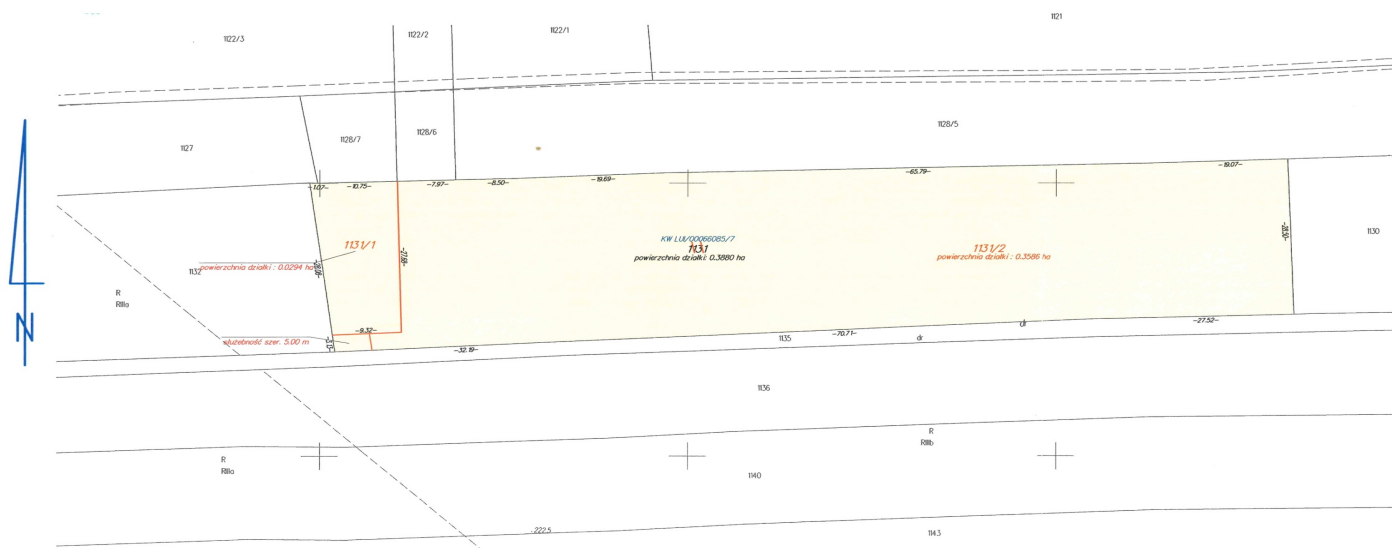 1121
1122/3
1122/2
1122/1
1127
1128/7
1128/6
1128/5
-1.07-
-10.75-
-7.97-
-8.50-
-19.69-
-65.79-
-19.07-
1131/1
KW LU1I/00066085/7
1131
powierzchnia działki: 0.3880 ha
1131/2
powierzchnia działki : 0.3586 ha
1130
1132
powierzchnia działki : 0.0294 ha
R
RIIIa
N
-9.32-
służebność szer. 5.00 m
-32.19-
1135
-70.71-
dr
dr
-27.52-
1136
R
RIIIb
R
RIIIa
1140
-222.5
1143